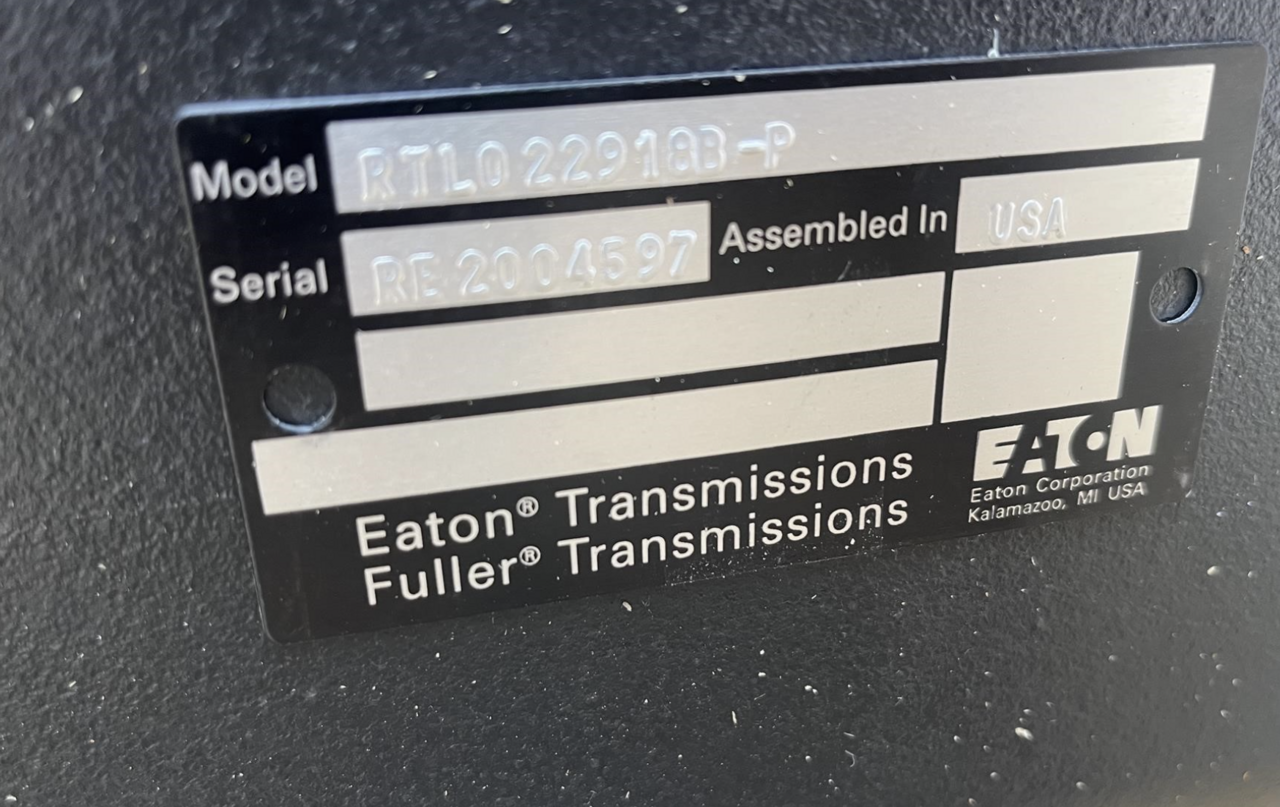 Model RTLO22918B-P
Serial RE2004597 Assembled In USA
Eaton® Transmissions
Fuller® Transmissions
EATON
Eaton Corporation
Kalamazoo, MI USA